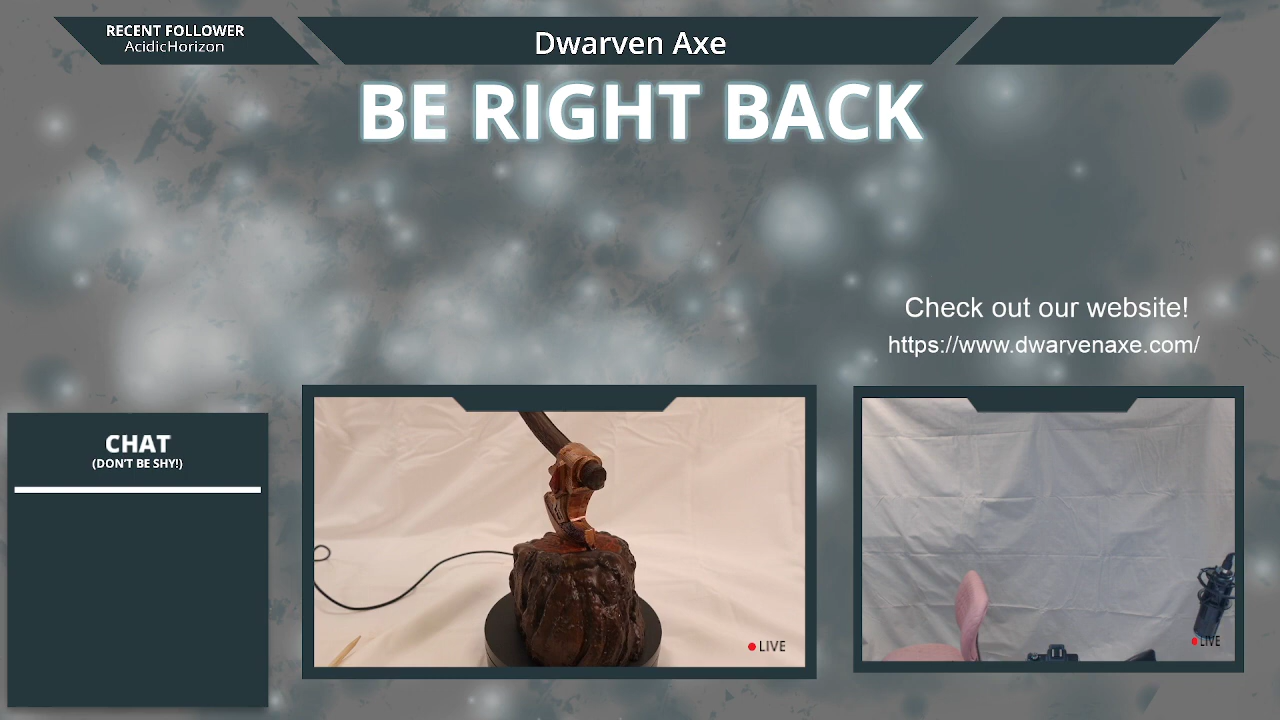 RECENT FOLLOWER
AcidicHorizon
Dwarven Axe
BE RIGHT BACK
Check out our website!
https://www.dwarvenaxe.com/
CHAT
(DON'T BE SHY!)
LIVE
LIVE